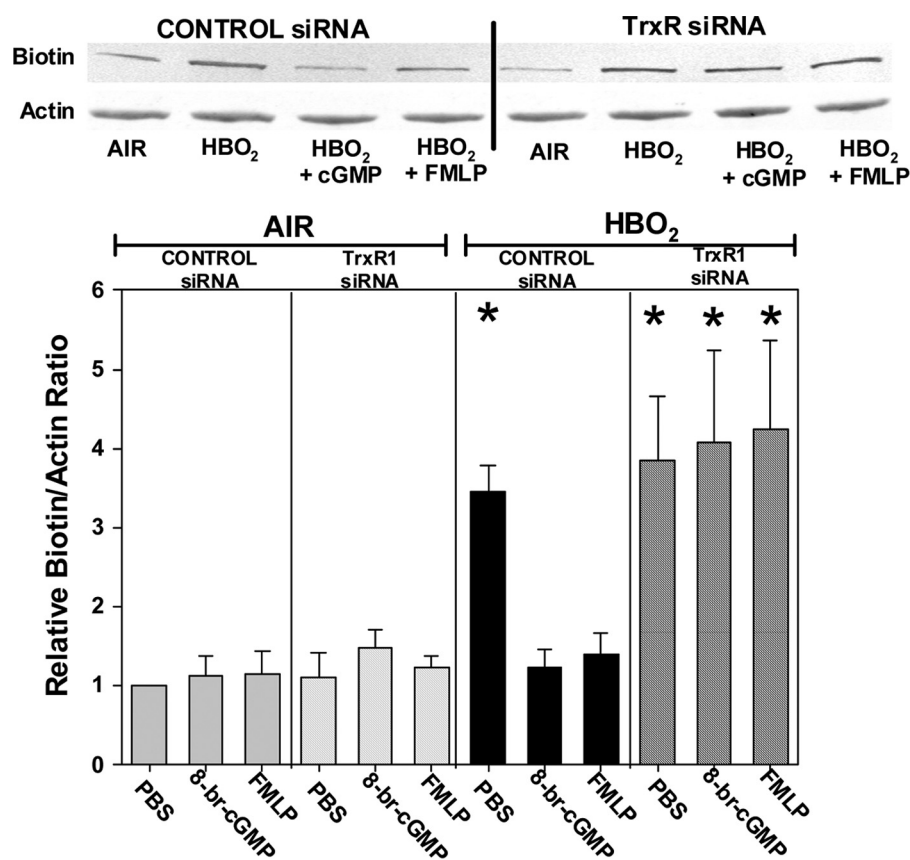 CONTROL siRNA TrxR siRNA
Biotin
Actin
AIR HBO₂ HBO₂ HBO₂ AIR HBO₂ HBO₂ HBO₂
+ cGMP + FMLP + cGMP + FMLP
AIR HBO₂
CONTROL siRNA TrxR1 siRNA CONTROL siRNA TrxR1 siRNA
Relative Biotin/Actin Ratio
6
* * * *
5
4
3
2
1
0
PBS 8-br-cGMP FMLP PBS 8-br-cGMP FMLP PBS 8-br-cGMP FMLP PBS 8-br-cGMP FMLP